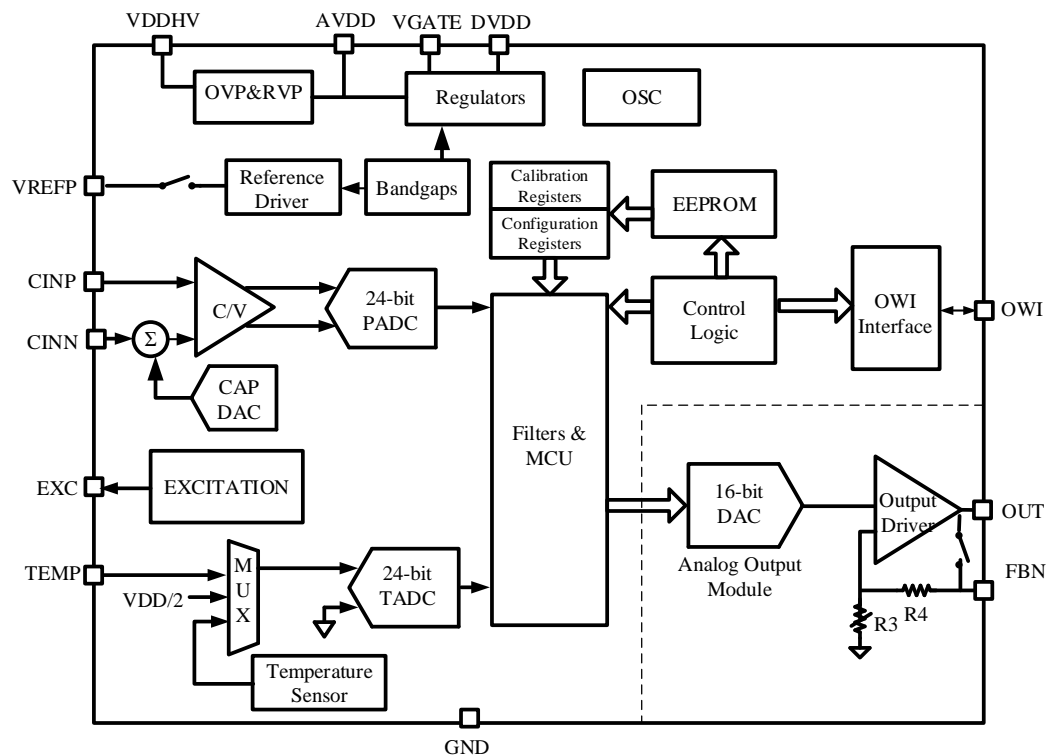 VDDHV
AVDD
VGATE
DVDD
OVP&RVP
Regulators
OSC
VREFP
Reference
Driver
Bandgaps
Calibration
Registers
Configuration
Registers
EEPROM
CINP
C/V
24-bit
PADC
Control
Logic
OWI
Interface
OWI
CINN
Σ
CAP
DAC
Filters &
MCU
EXC
EXCITATION
16-bit
DAC
Output
Driver
OUT
Analog Output
Module
FBN
TEMP
VDD/2
MUX
24-bit
TADC
R4
R3
Temperature
Sensor
GND